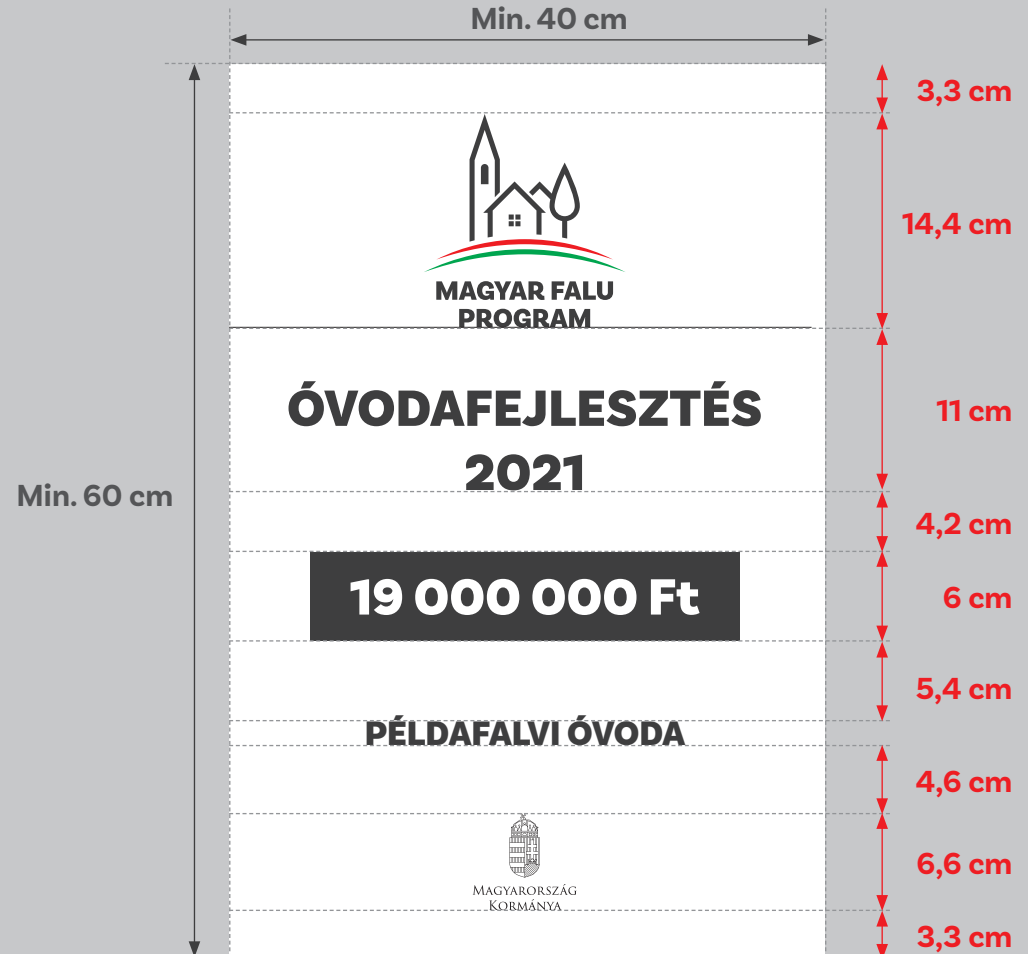 Min. 40 cm
3,3 cm
14,4 cm
MAGYAR FALU
PROGRAM
ÓVODAFEJLESZTÉS
11 cm
2021
Min. 60 cm
4,2 cm
19 000 000 Ft
6 cm
5,4 cm
PÉLDAFALVI ÓVODA
4,6 cm
6,6 cm
MAGYARORSZÁG
KORMÁNYA
3,3 cm